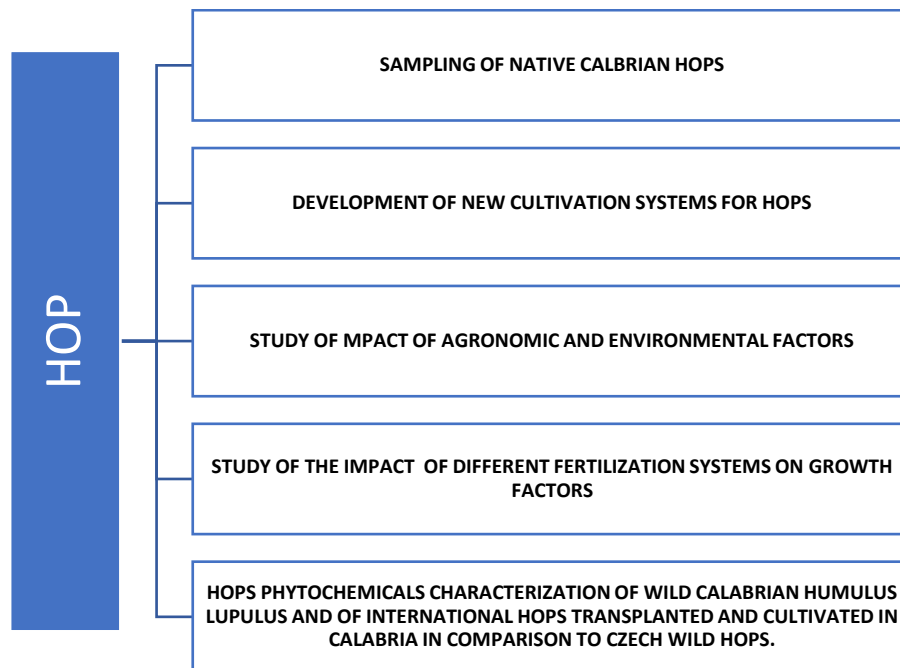 HOP
SAMPLING OF NATIVE CALBRIAN HOPS
DEVELOPMENT OF NEW CULTIVATION SYSTEMS FOR HOPS
STUDY OF MPACT OF AGRONOMIC AND ENVIRONMENTAL FACTORS
STUDY OF THE IMPACT OF DIFFERENT FERTILIZATION SYSTEMS ON GROWTH
FACTORS
HOPS PHYTOCHEMICALS CHARACTERIZATION OF WILD CALABRIAN HUMULUS
LUPULUS AND OF INTERNATIONAL HOPS TRANSPLANTED AND CULTIVATED IN
CALABRIA IN COMPARISON TO CZECH WILD HOPS.